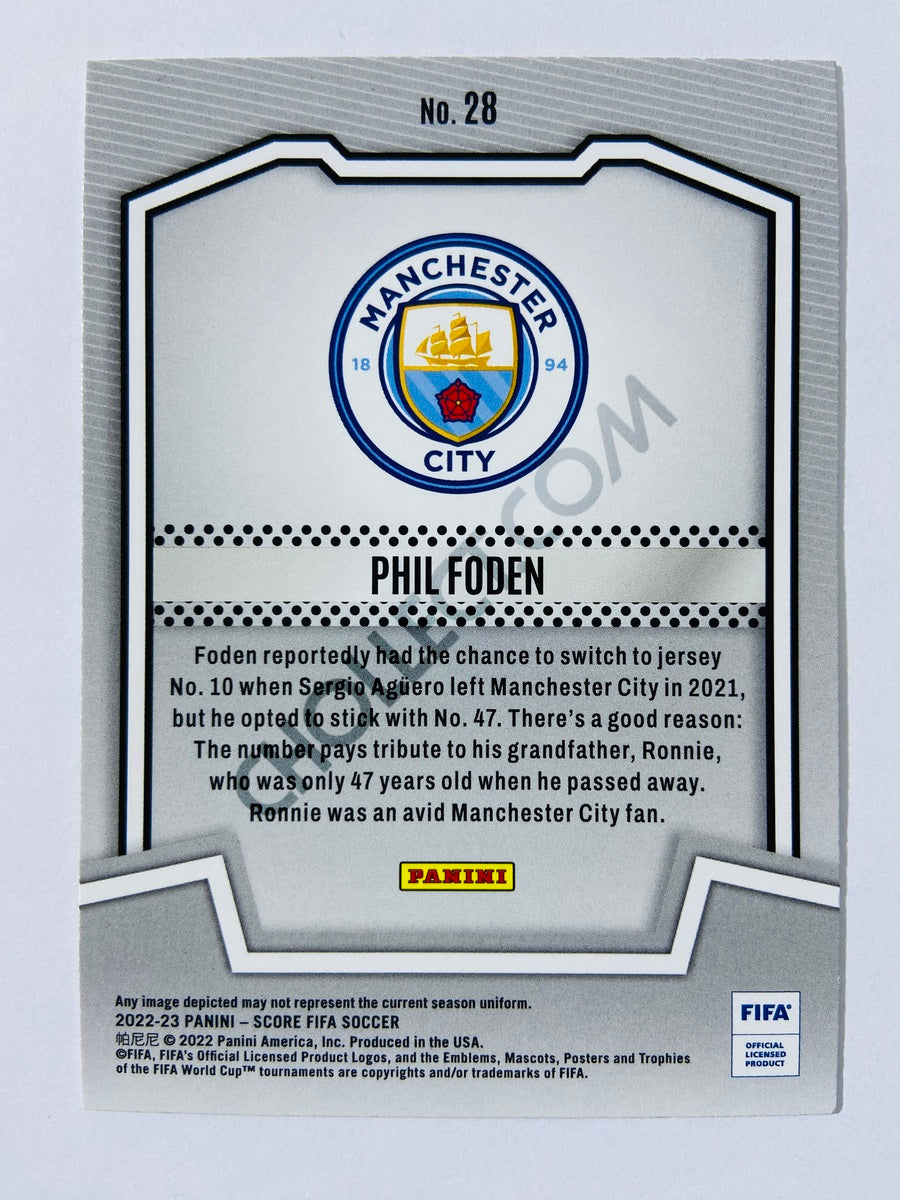 No. 28
MANCHESTER
18 94
CITY
PHIL FODEN
Foden reportedly had the chance to switch to jersey
No. 10 when Sergio Agüero left Manchester City in 2021,
but he opted to stick with No. 47. There's a good reason:
The number pays tribute to his grandfather, Ronnie,
who was only 47 years old when he passed away.
Ronnie was an avid Manchester City fan.
PANINI
Any image depicted may not represent the current season uniform.
2022-23 PANINI – SCORE FIFA SOCCER
帕尼尼 © 2022 Panini America, Inc. Produced in the USA.
©FIFA, FIFA's Official Licensed Product Logos, and the Emblems, Mascots, Posters and Trophies
of the FIFA World Cup™ tournaments are copyrights and/or trademarks of FIFA.
FIFA®
OFFICIAL
LICENSED
PRODUCT
CHOLLECT.COM